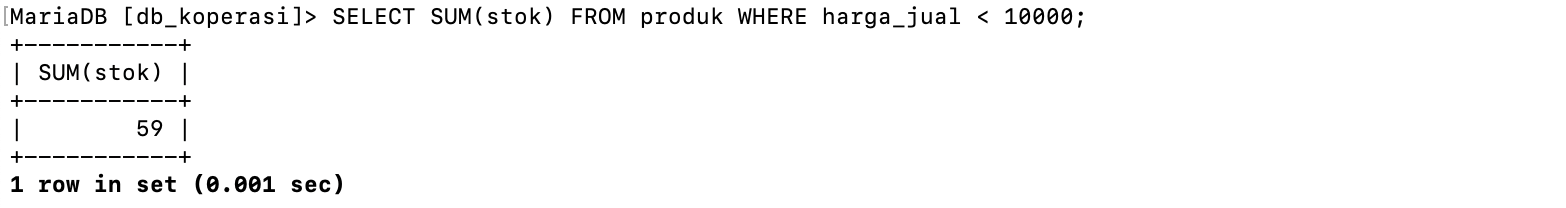 [MariaDB [db_koperasi]> SELECT SUM(stok) FROM produk WHERE harga_jual < 10000;
+-----------+
| SUM(stok) |
+-----------+
|        59 |
+-----------+
1 row in set (0.001 sec)